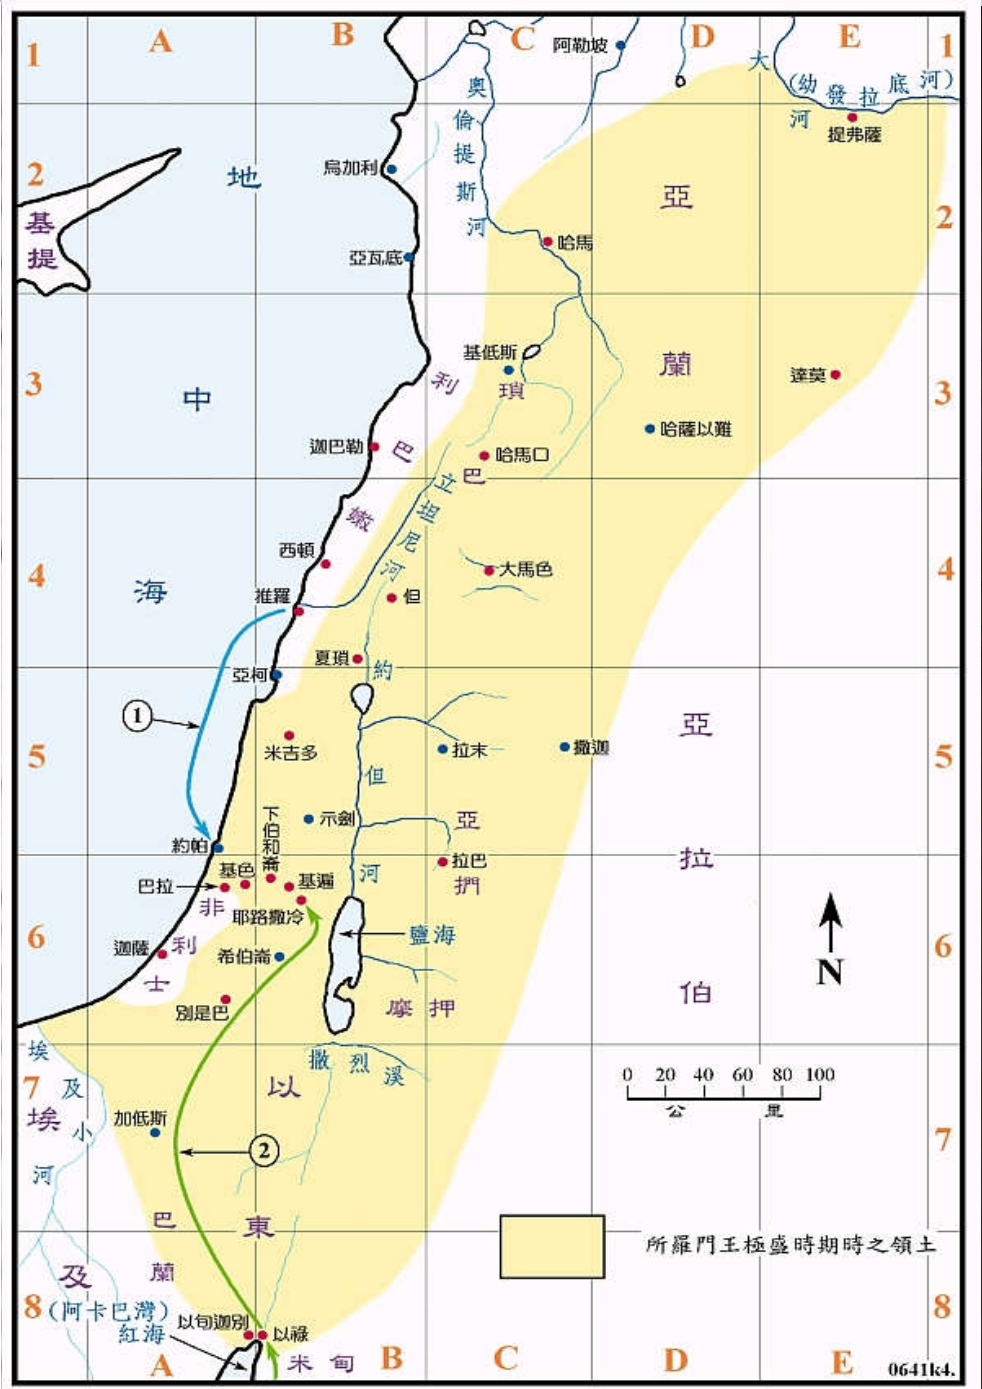 A B C D E
1 1
阿勒坡
大
奧倫提斯河
(幼發拉底河)
河
提弗薩
2 2
地
烏加利
亞
基提
哈馬
亞瓦底
3 3
基低斯
蘭
利
瑣
達莫
中
哈薩以難
迦巴勒
巴
哈馬口
巴
立坦尼河
嫩
西頓
4 4
大馬色
海
推羅
但
夏瑣
約
亞柯
1
亞
5 5
米吉多
拉末
撒迦
但
下伯和崙
示劍
亞
約帕
拉
基色
拉巴
巴拉
基遍
河
捫
非
耶路撒冷
6 6
迦薩
利
希伯崙
鹽海
N
士
伯
別是巴
摩押
埃
撒烈溪
7
及
以
0 20 40 60 80 100
公里
埃
小
加低斯
7
2
河
巴
東
所羅門王極盛時期時之領土
及
蘭
8 8
(阿卡巴灣)
紅海
以旬迦別
以祿
A
米甸
B C D E
0641k4.